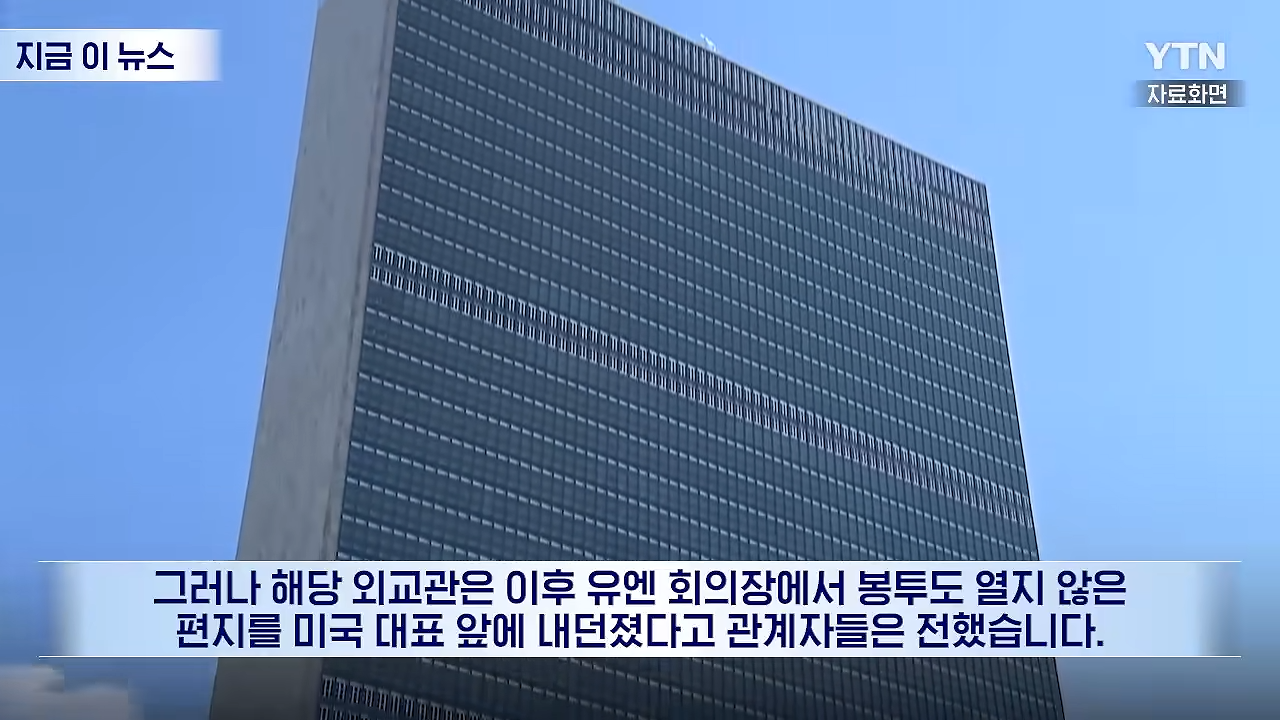 지금 이 뉴스
YTN
자료화면
그러나 해당 외교관은 이후 유엔 회의장에서 봉투도 열지 않은
편지를 미국 대표 앞에 내던졌다고 관계자들은 전했습니다.